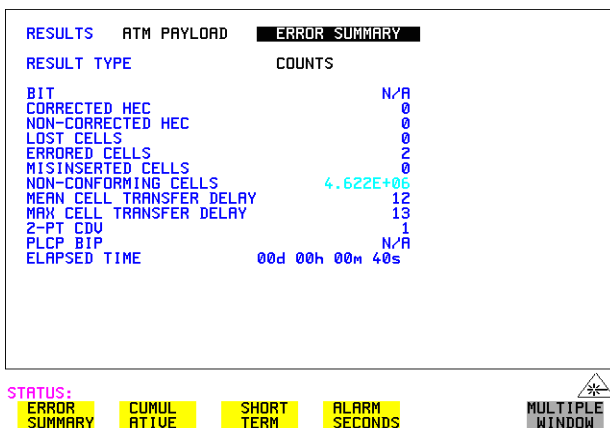 RESULTS ATM PAYLOAD ERROR SUMMARY
RESULT TYPE COUNTS
BIT N/A
CORRECTED HEC 0
NON-CORRECTED HEC 0
LOST CELLS 0
ERRORED CELLS 2
MISINSERTED CELLS 0
NON-CONFORMING CELLS 4.622E+06
MEAN CELL TRANSFER DELAY 12
MAX CELL TRANSFER DELAY 13
2-PT CDV 1
PLCP BIP N/A
ELAPSED TIME 00d 00h 00m 40s
STATUS:
ERROR CUMUL SHORT ALARM MULTIPLE
SUMMARY ATIVE TERM SECONDS WINDOW